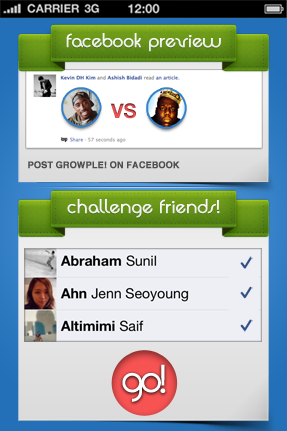 CARRIER 3G 12:00
facebook preview
Kevin DH Kim and Ashish Bidadi read an article.
VS
Share · 57 seconds ago
POST GROWPLE! ON FACEBOOK
challenge friends!
Abraham Sunil
Ahn Jenn Seoyoung
Altimimi Saif
go!